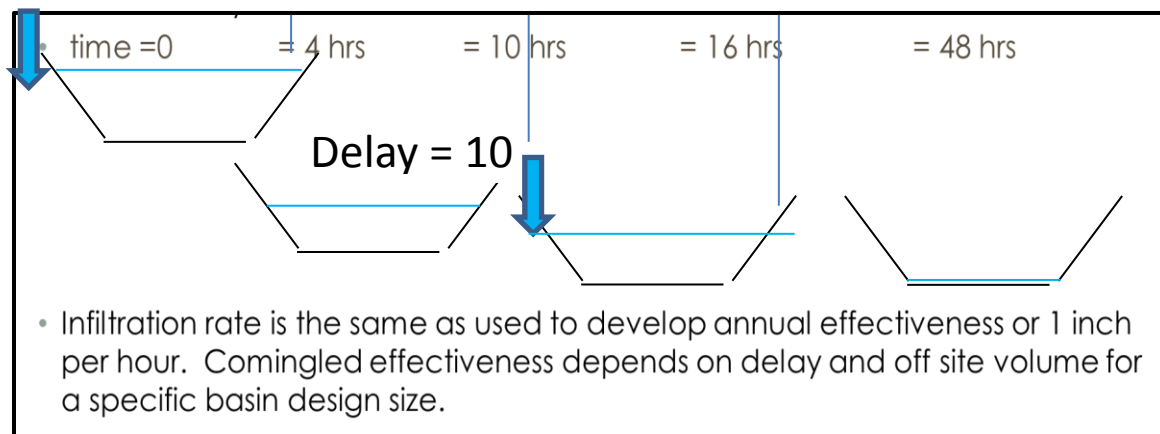 • time =0 = 4 hrs = 10 hrs = 16 hrs = 48 hrs
Delay = 10
• Infiltration rate is the same as used to develop annual effectiveness or 1 inch
per hour. Comingled effectiveness depends on delay and off site volume for
a specific basin design size.